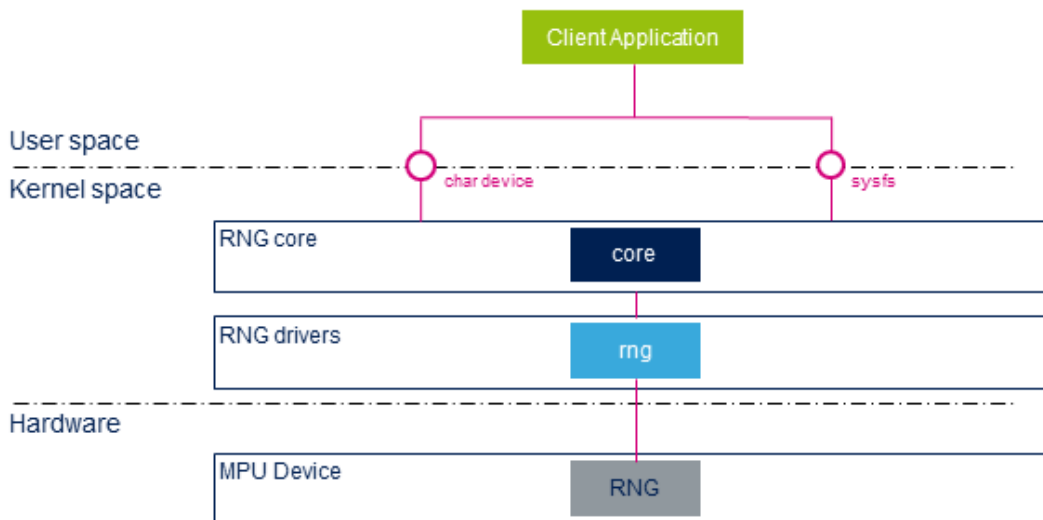 Client Application
User space
char device
sysfs
Kernel space
RNG core
core
RNG drivers
rng
Hardware
MPU Device
RNG